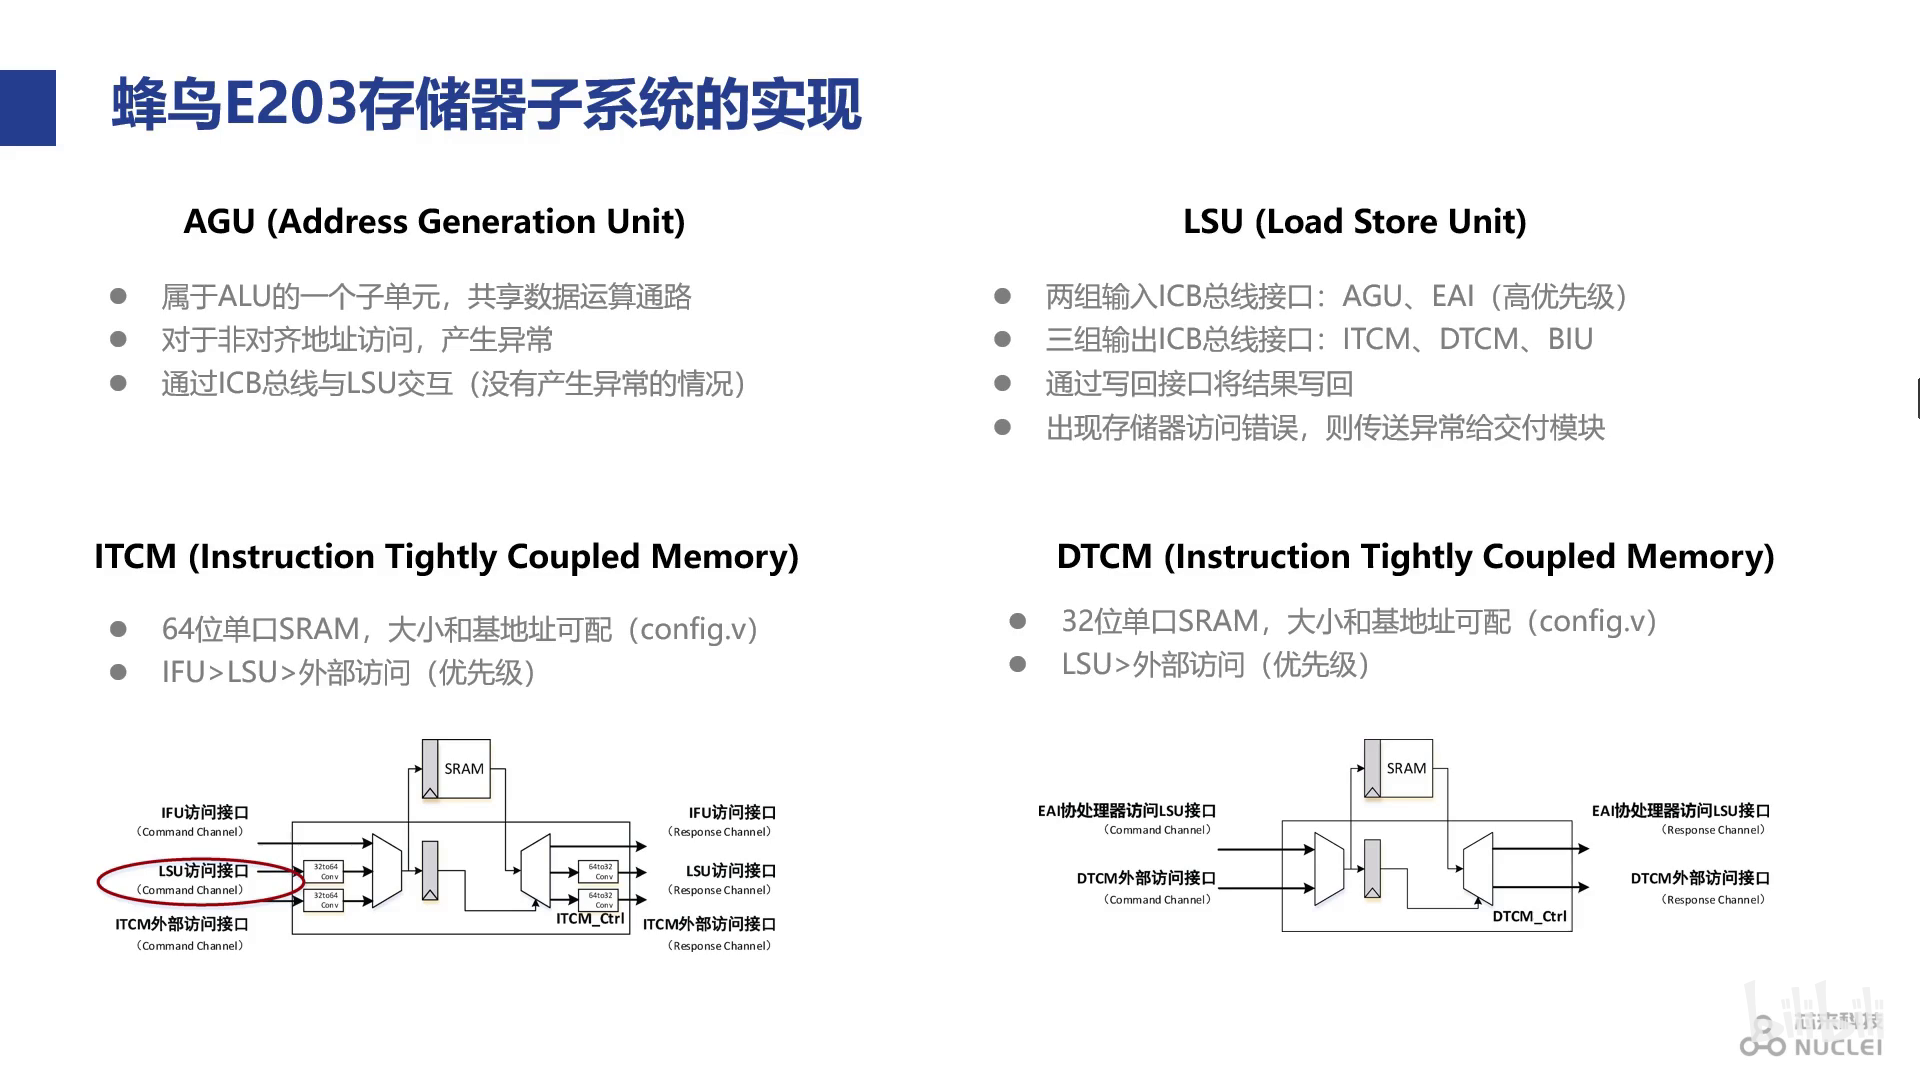 蜂鸟E203存储器子系统的实现
AGU (Address Generation Unit)
属于ALU的一个子单元，共享数据运算通路
对于非对齐地址访问，产生异常
通过ICB总线与LSU交互（没有产生异常的情况）
LSU (Load Store Unit)
两组输入ICB总线接口：AGU、EAI（高优先级）
三组输出ICB总线接口：ITCM、DTCM、BIU
通过写回接口将结果写回
出现存储器访问错误，则传送异常给交付模块
ITCM (Instruction Tightly Coupled Memory)
64位单口SRAM，大小和基地址可配（config.v）
IFU>LSU>外部访问（优先级）
SRAM
IFU访问接口
（Command Channel）
LSU访问接口
（Command Channel）
ITCM外部访问接口
（Command Channel）
32to64
Conv
32to64
Conv
64to32
Conv
64to32
Conv
ITCM_Ctrl
IFU访问接口
（Response Channel）
LSU访问接口
（Response Channel）
ITCM外部访问接口
（Response Channel）
DTCM (Instruction Tightly Coupled Memory)
32位单口SRAM，大小和基地址可配（config.v）
LSU>外部访问（优先级）
SRAM
EAI协处理器访问LSU接口
（Command Channel）
DTCM外部访问接口
（Command Channel）
DTCM_Ctrl
EAI协处理器访问LSU接口
（Response Channel）
DTCM外部访问接口
（Response Channel）
bilibili
芯来科技
NUCLEI